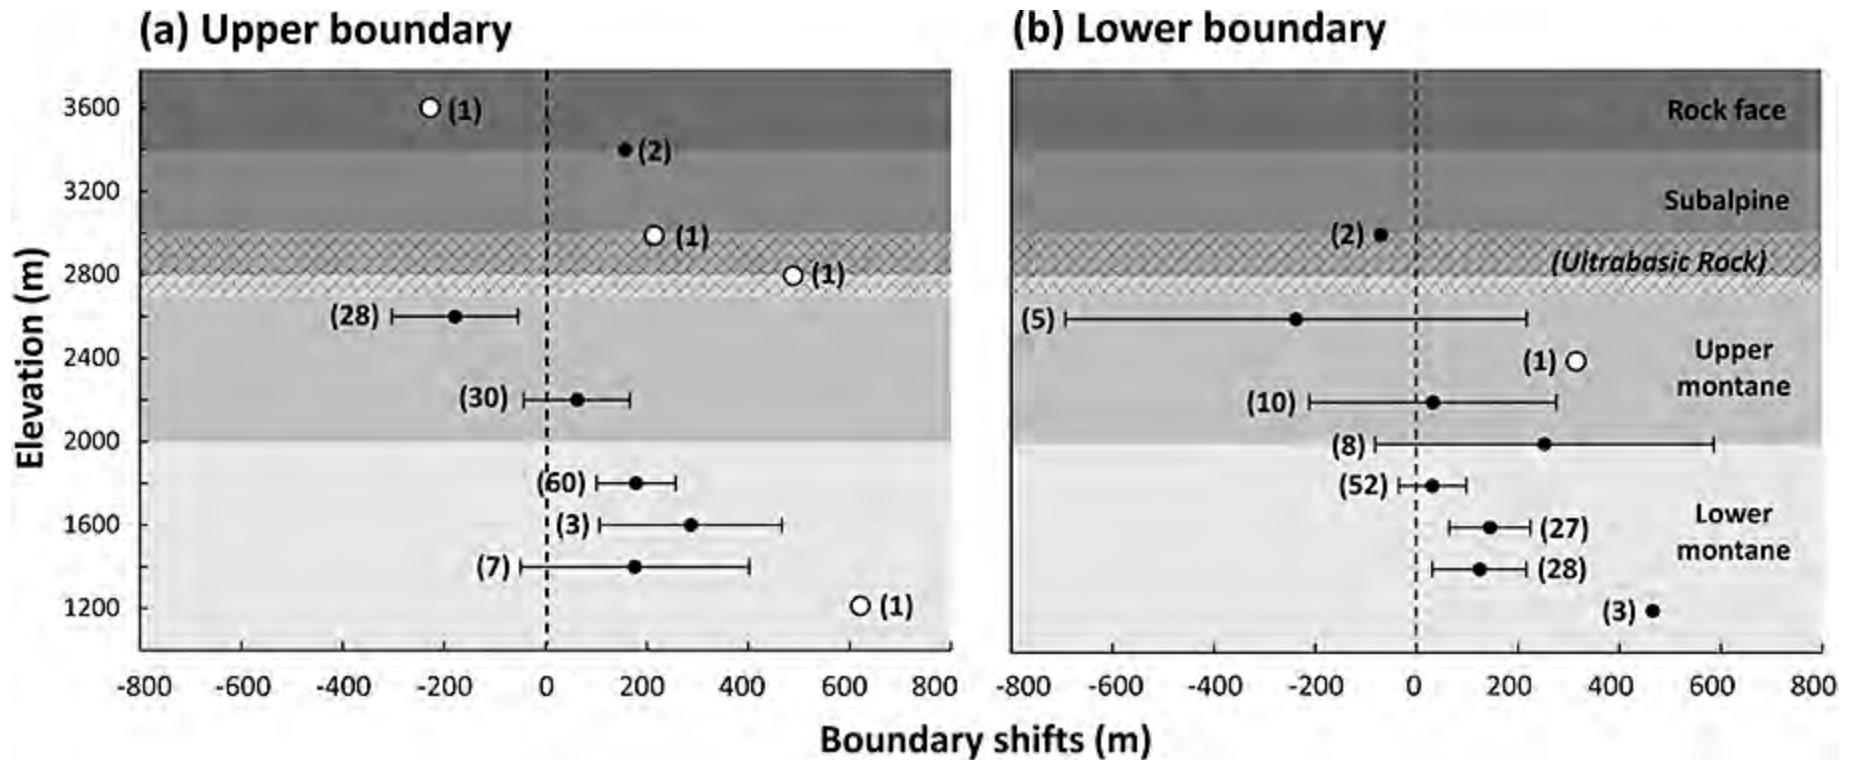 (a) Upper boundary
(b) Lower boundary
Elevation (m)
3600
3200
2800
2400
2000
1600
1200
(1)
(2)
(1)
(1)
(28)
(30)
(60)
(3)
(7)
(1)
-800 -600 -400 -200 0 200 400 600 800
Rock face
Subalpine
(2)
(Ultrabasic Rock)
(5)
(1)
Upper
montane
(10)
(8)
(52)
(27)
Lower
montane
(28)
(3)
-800 -600 -400 -200 0 200 400 600 800
Boundary shifts (m)